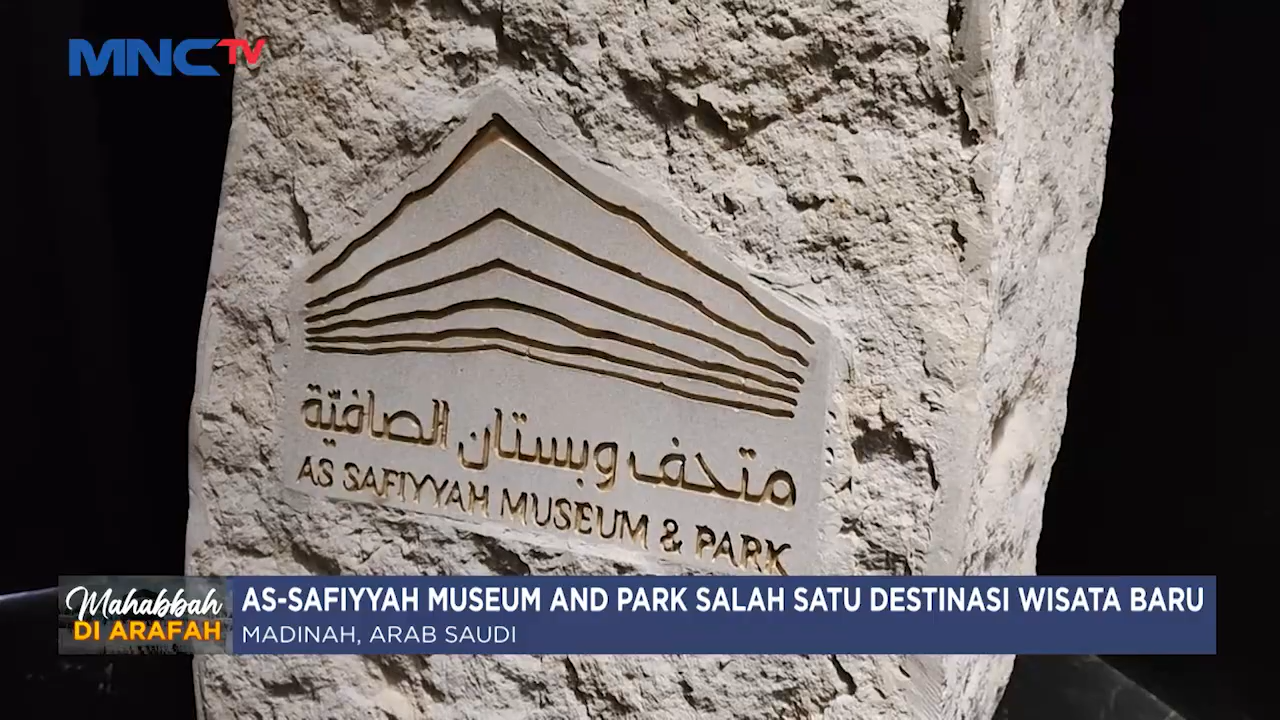 MNCTV
متحف وبستان الصافيّة
AS SAFIYYAH MUSEUM & PARK
Mahabbah
DI ARAFAH
AS-SAFIYYAH MUSEUM AND PARK SALAH SATU DESTINASI WISATA BARU
MADINAH, ARAB SAUDI